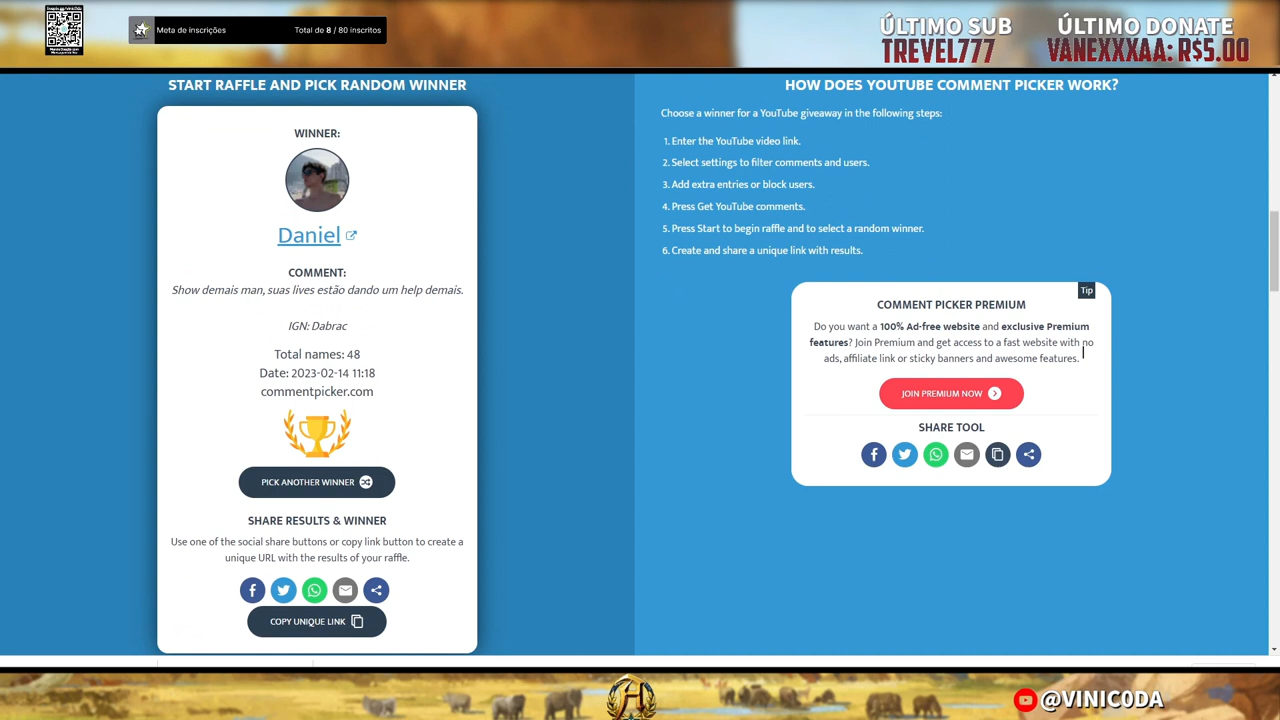 Meta de inscrições
Total de 8 / 80 inscritos
ÚLTIMO SUB
TREVEL777
ÚLTIMO DONATE
VANEXXXAA: R$5.00
START RAFFLE AND PICK RANDOM WINNER
WINNER:
Daniel
COMMENT:
Show demais man, suas lives estão dando um help demais.
IGN: Dabrac
Total names: 48
Date: 2023-02-14 11:18
commentpicker.com
PICK ANOTHER WINNER
SHARE RESULTS & WINNER
Use one of the social share buttons or copy link button to create a
unique URL with the results of your raffle.
COPY UNIQUE LINK
HOW DOES YOUTUBE COMMENT PICKER WORK?
Choose a winner for a YouTube giveaway in the following steps:
1. Enter the YouTube video link.
2. Select settings to filter comments and users.
3. Add extra entries or block users.
4. Press Get YouTube comments.
5. Press Start to begin raffle and to select a random winner.
6. Create and share a unique link with results.
Tip
COMMENT PICKER PREMIUM
Do you want a 100% Ad-free website and exclusive Premium
features? Join Premium and get access to a fast website with no
ads, affiliate link or sticky banners and awesome features.
JOIN PREMIUM NOW
SHARE TOOL
@VINIC0DA